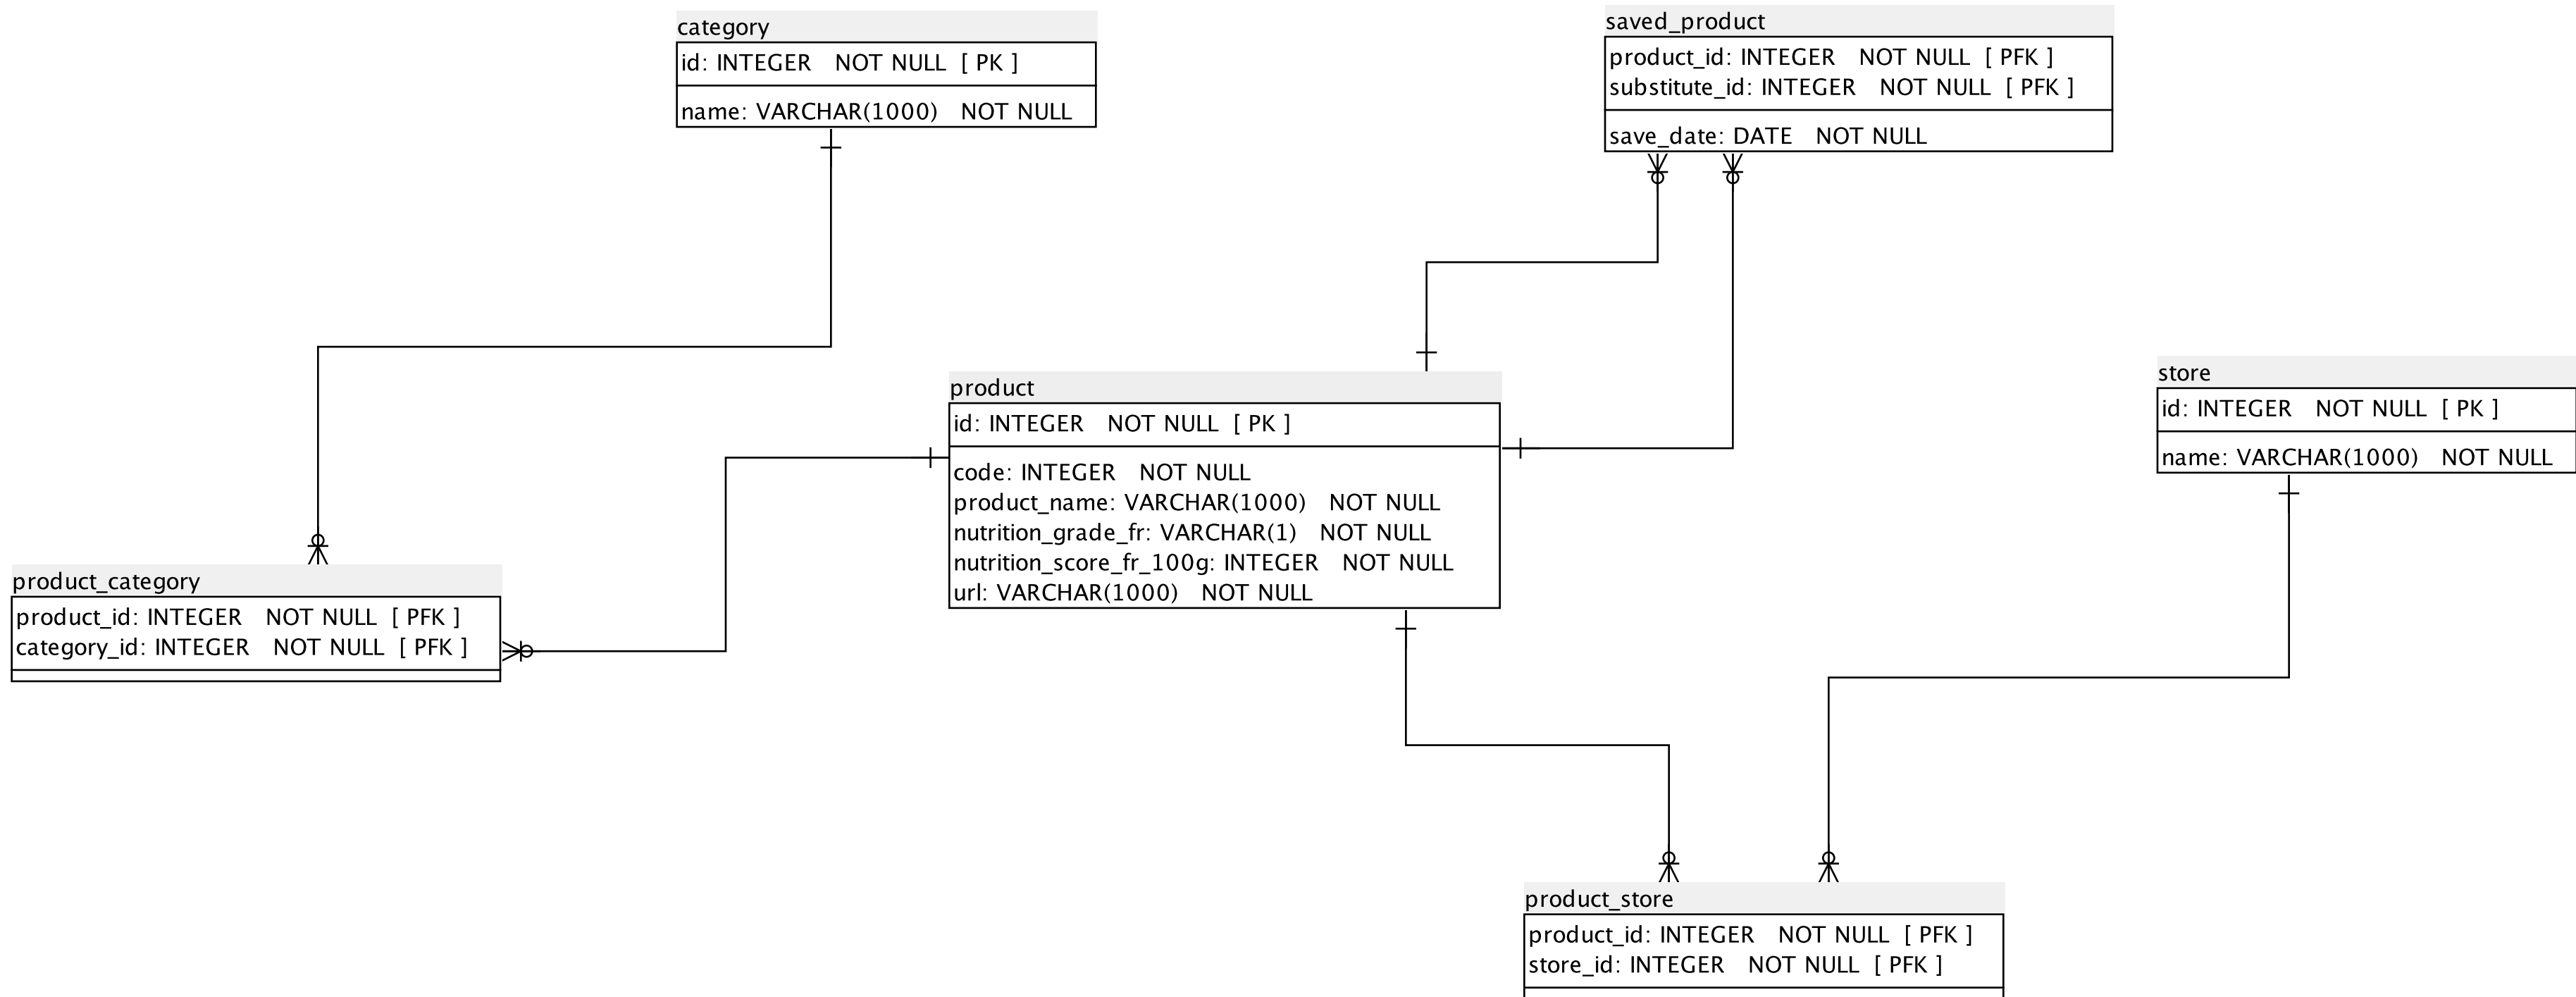 category
id: INTEGER NOT NULL [ PK ]
name: VARCHAR(1000) NOT NULL
saved_product
product_id: INTEGER NOT NULL [ PFK ]
substitute_id: INTEGER NOT NULL [ PFK ]
save_date: DATE NOT NULL
product
id: INTEGER NOT NULL [ PK ]
code: INTEGER NOT NULL
product_name: VARCHAR(1000) NOT NULL
nutrition_grade_fr: VARCHAR(1) NOT NULL
nutrition_score_fr_100g: INTEGER NOT NULL
url: VARCHAR(1000) NOT NULL
store
id: INTEGER NOT NULL [ PK ]
name: VARCHAR(1000) NOT NULL
product_category
product_id: INTEGER NOT NULL [ PFK ]
category_id: INTEGER NOT NULL [ PFK ]
product_store
product_id: INTEGER NOT NULL [ PFK ]
store_id: INTEGER NOT NULL [ PFK ]